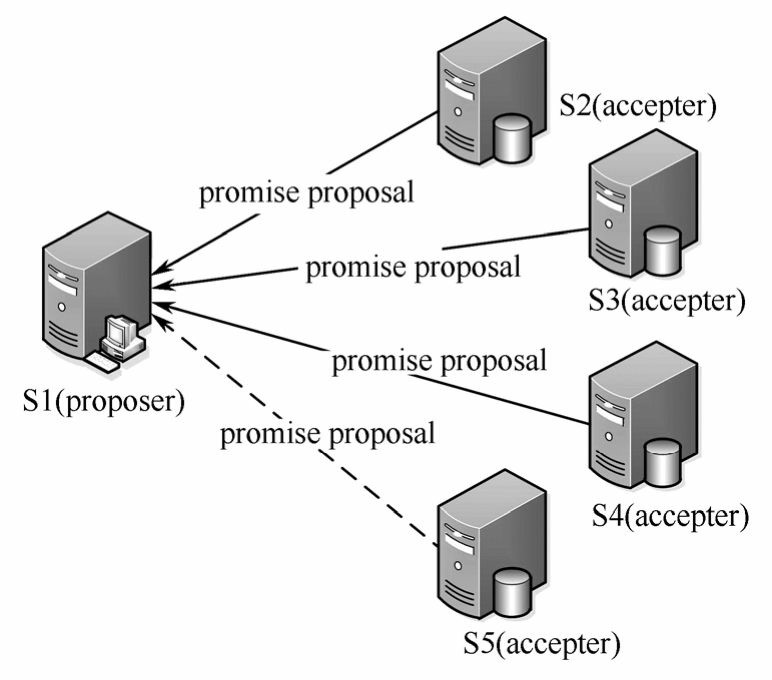 S2(accepter)
promise proposal
promise proposal
S3(accepter)
promise proposal
S1(proposer)
promise proposal
S4(accepter)
S5(accepter)